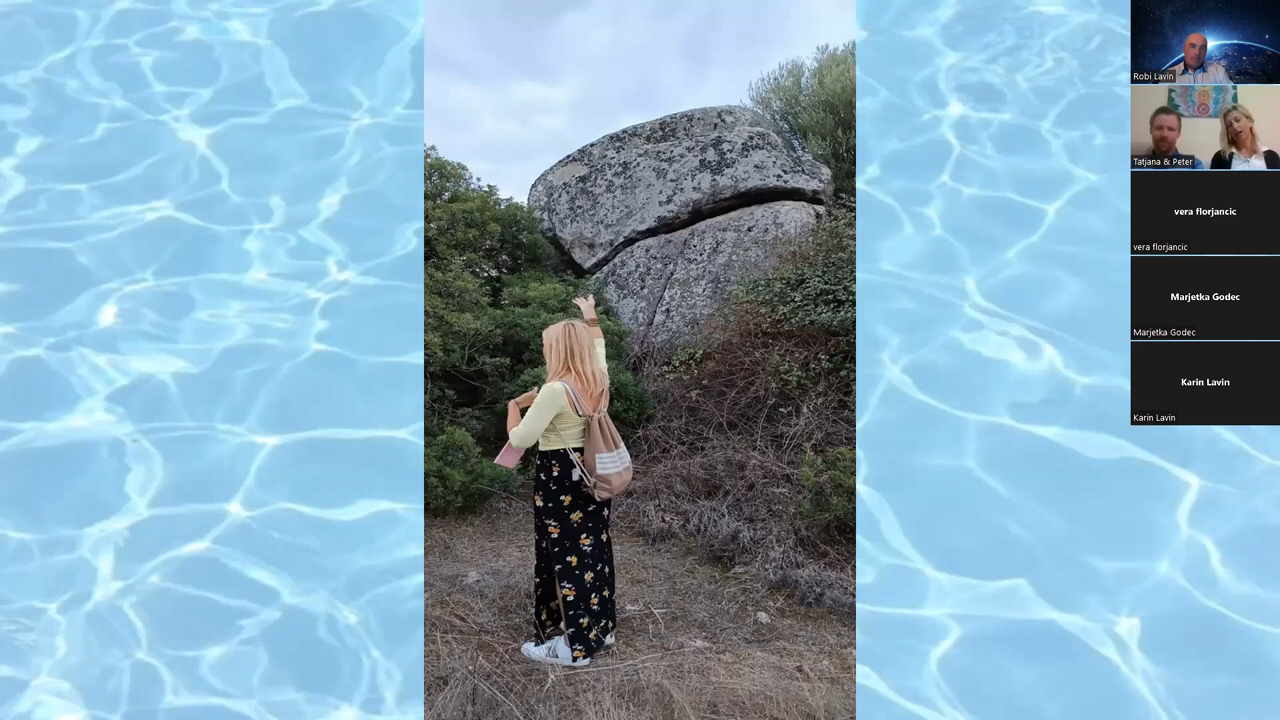 Robi Lavin
Tatjana & Peter
vera florjancic
vera florjancic
Marjetka Godec
Marjetka Godec
Karin Lavin
Karin Lavin